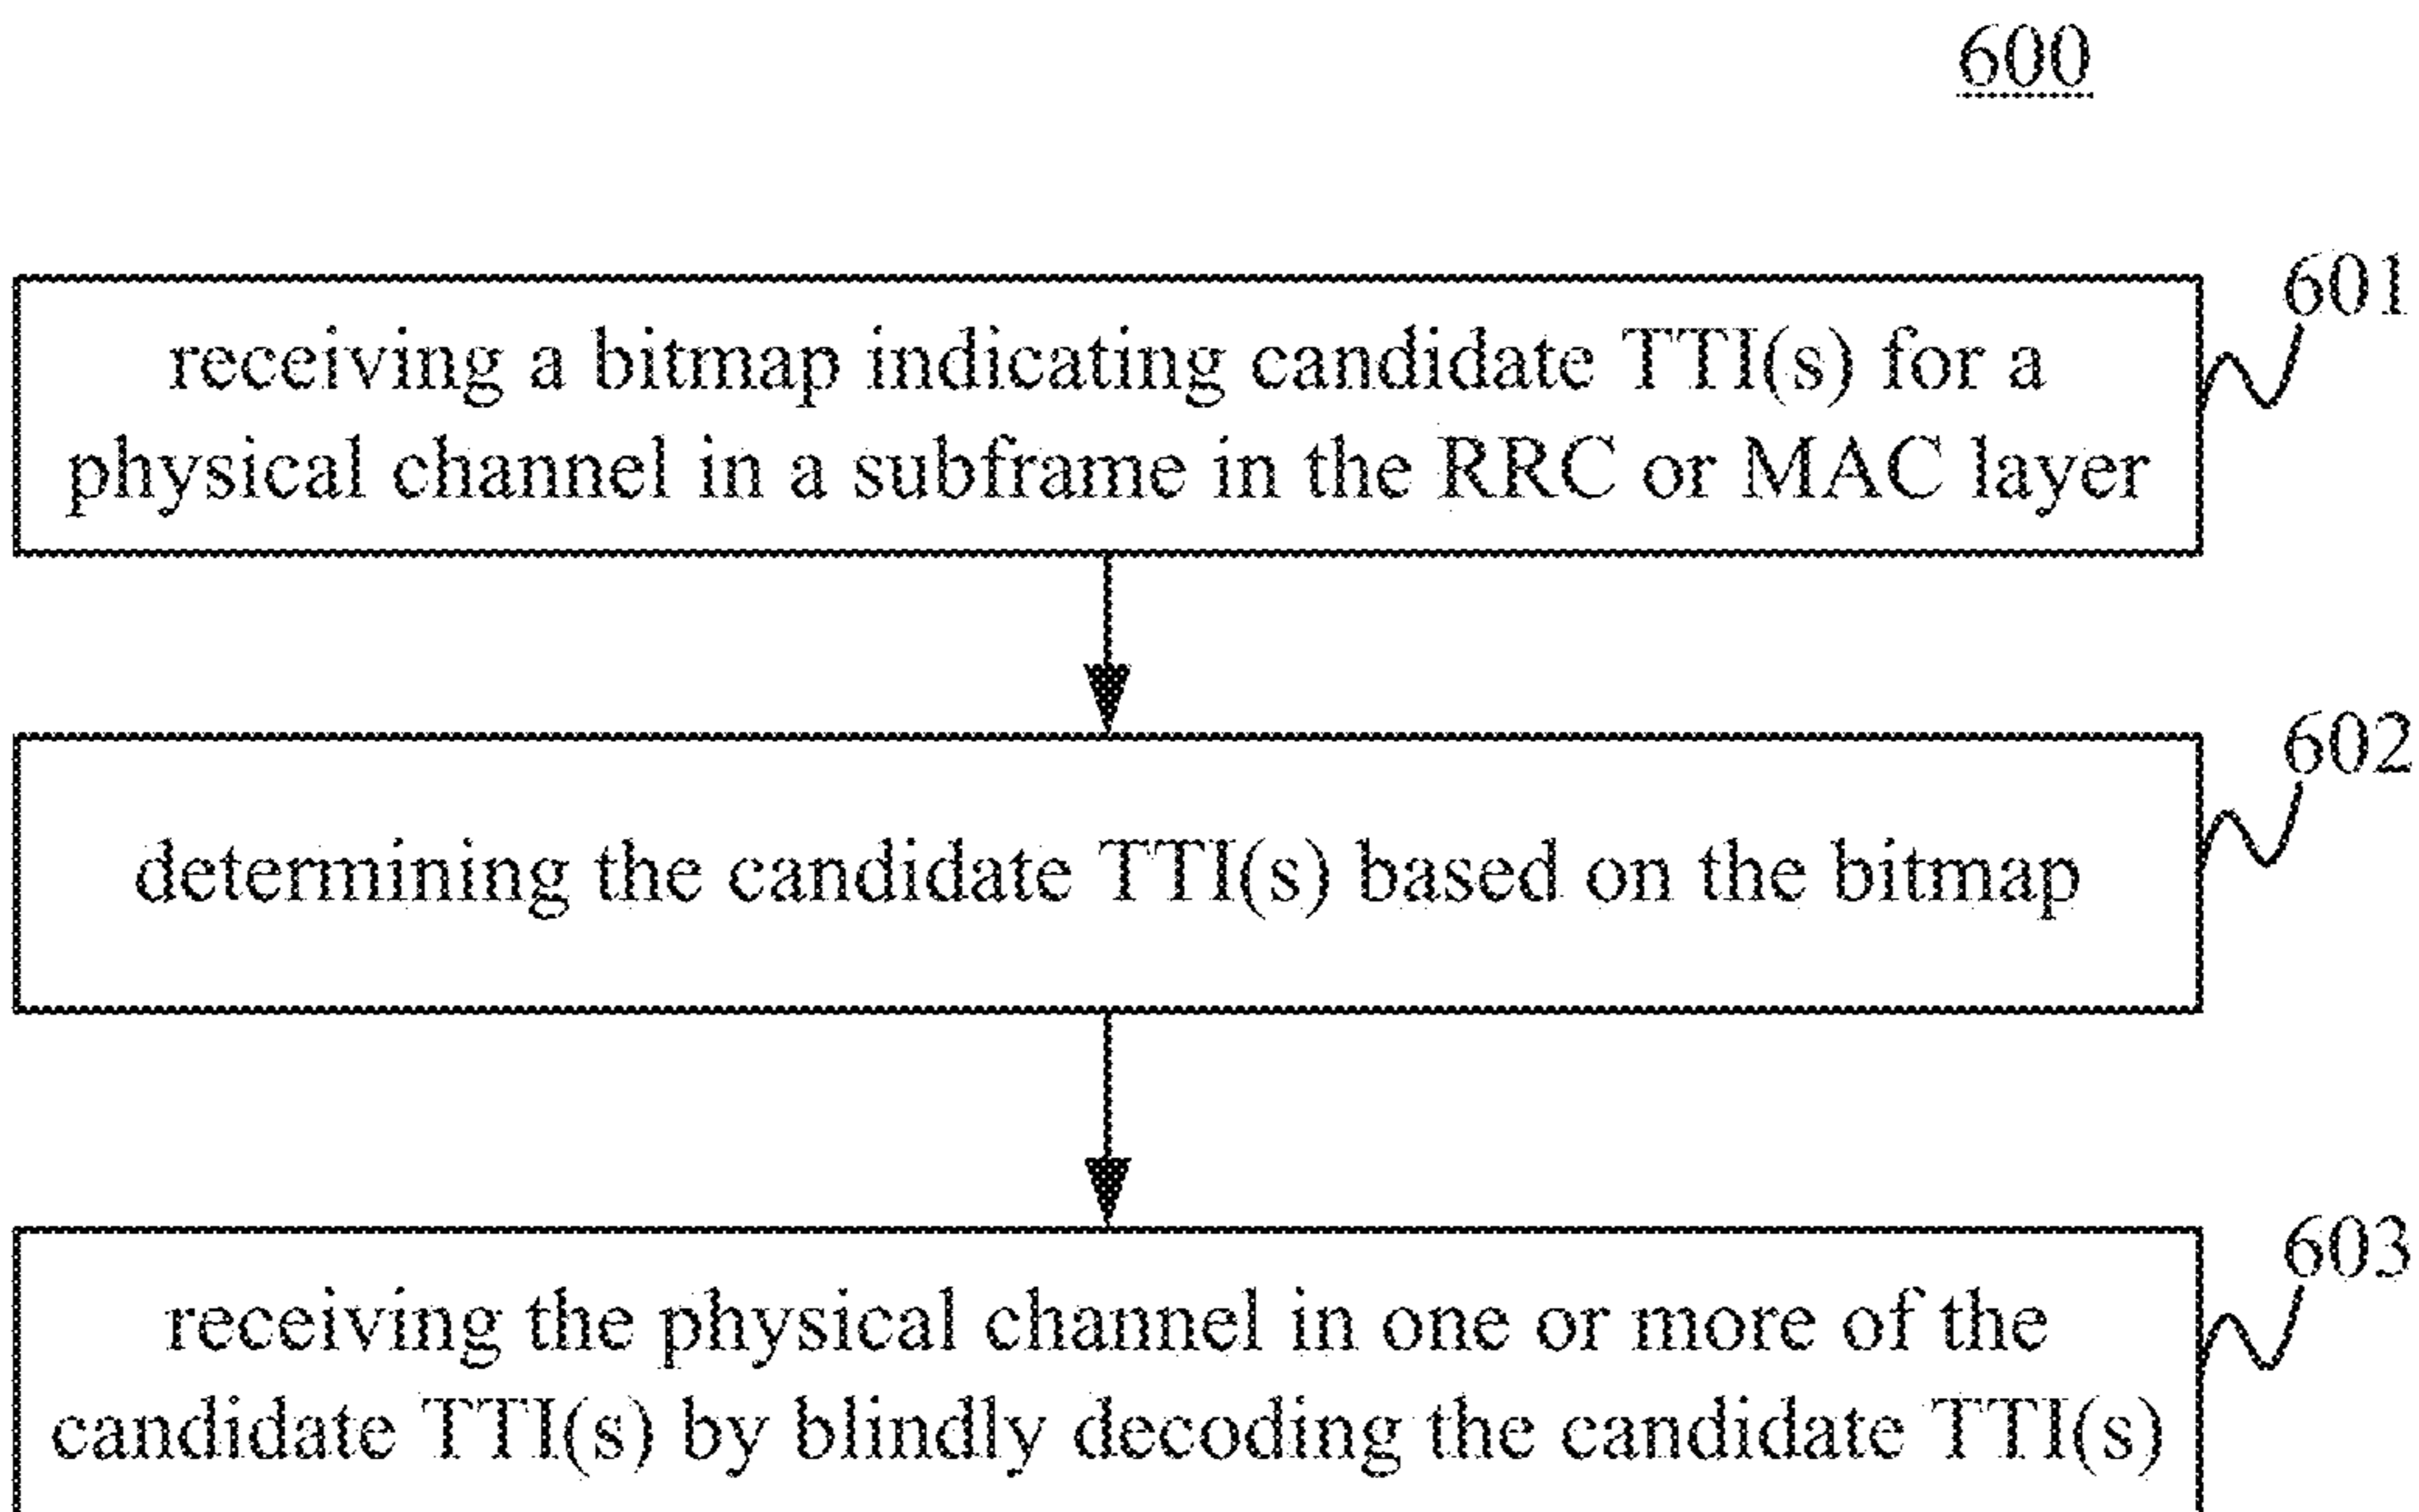 600
601
receiving a bitmap indicating candidate TTI(s) for a
physical channel in a subframe in the RRC or MAC layer
602
determining the candidate TTI(s) based on the bitmap
603
receiving the physical channel in one or more of the
candidate TTI(s) by blindly decoding the candidate TTI(s)